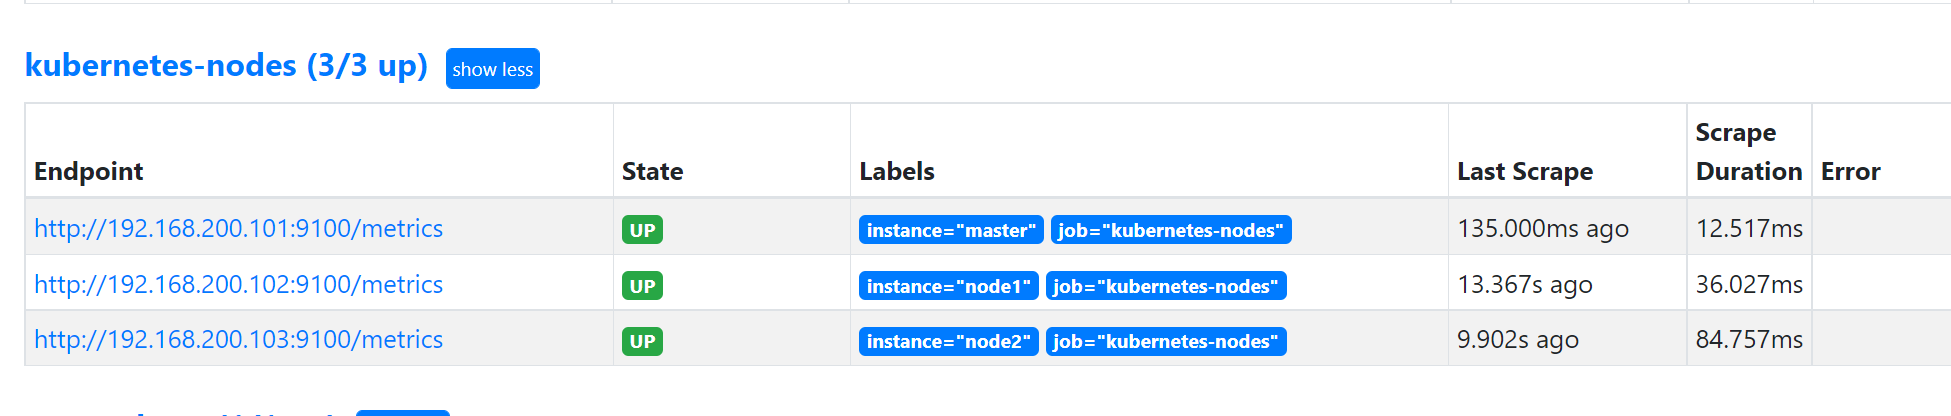 kubernetes-nodes (3/3 up) show less
Endpoint State Labels Last Scrape Scrape Duration Error
http://192.168.200.101:9100/metrics UP instance="master" job="kubernetes-nodes" 135.000ms ago 12.517ms
http://192.168.200.102:9100/metrics UP instance="node1" job="kubernetes-nodes" 13.367s ago 36.027ms
http://192.168.200.103:9100/metrics UP instance="node2" job="kubernetes-nodes" 9.902s ago 84.757ms